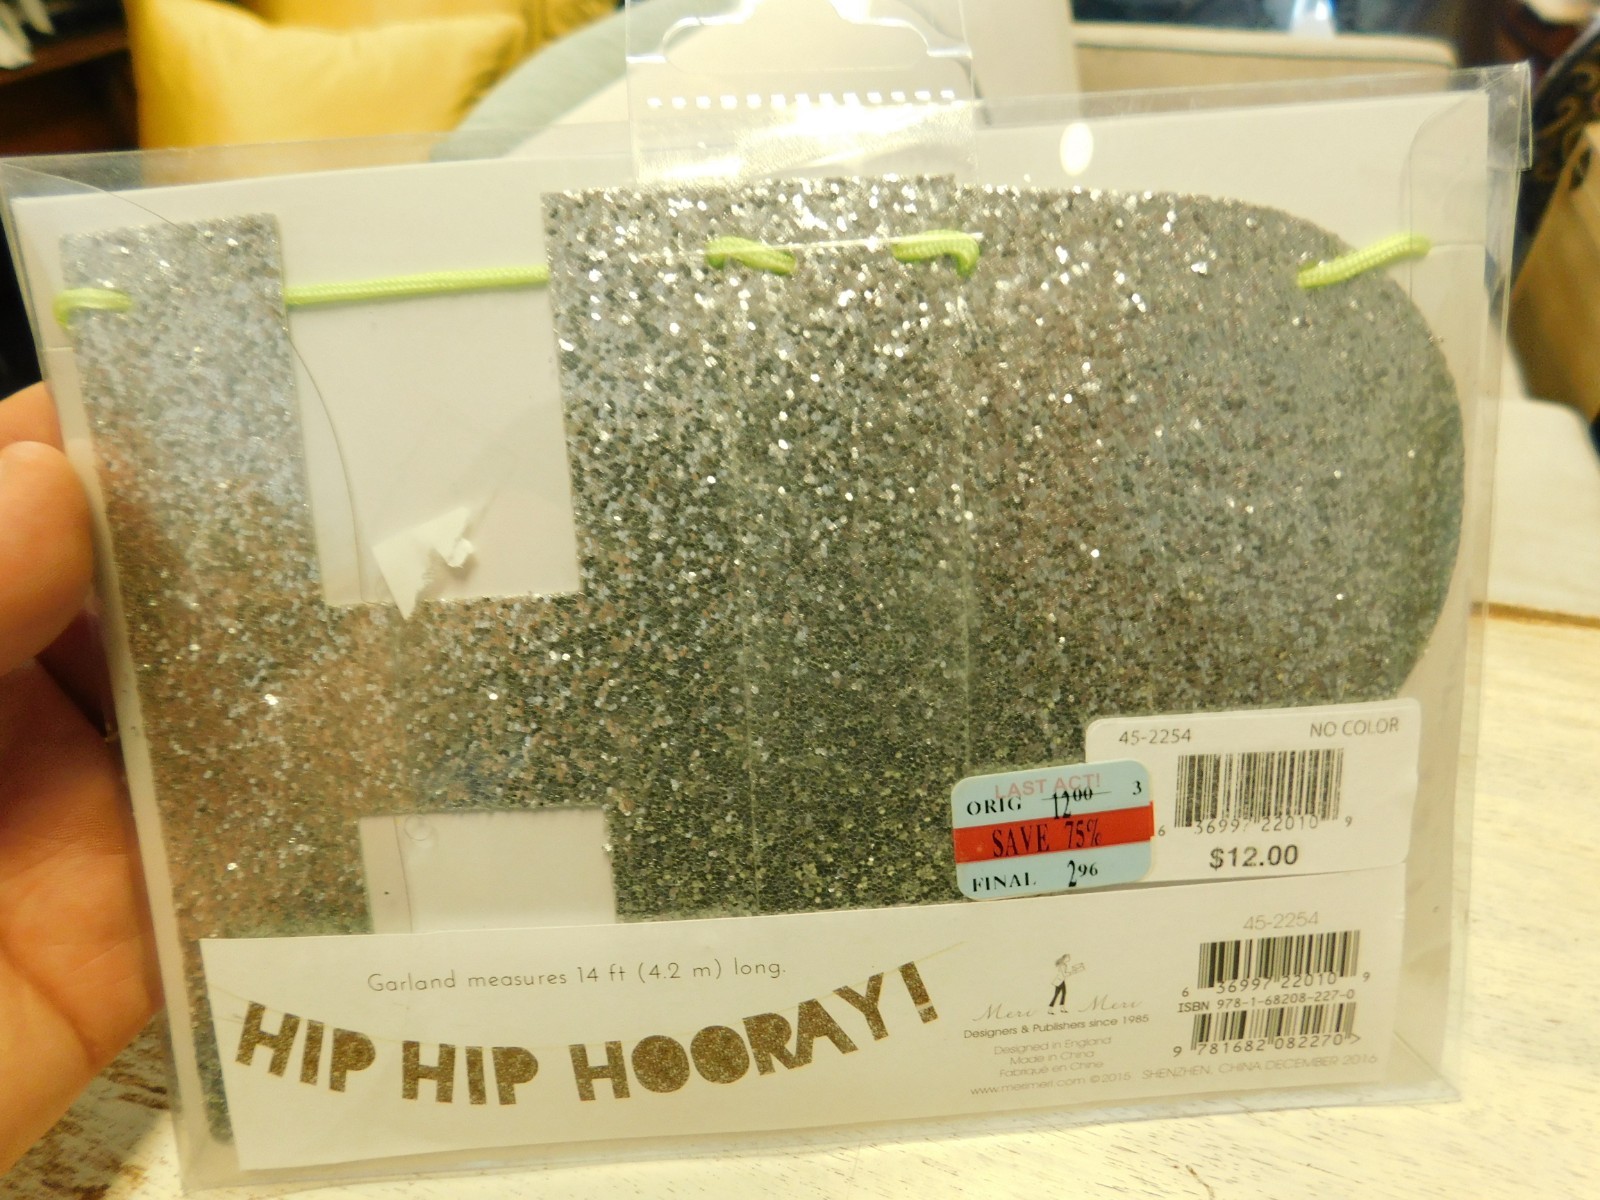 45-2254 NO COLOR
6 36997 22010 9
$12.00
LAST ACT!
ORIG 12.00 3
SAVE 75%
FINAL 2.96
Garland measures 14 ft (4.2 m) long.
HIP HIP HOORAY!
Meri Meri
Designers & Publishers since 1985
Designed in England
Made in China
Fabriqué en Chine
www.merimeri.com ©2015 SHENZHEN, CHINA DECEMBER 2016
45-2254
6 36997 22010 9
ISBN 978-1-68208-227-0
9 781682 082270>